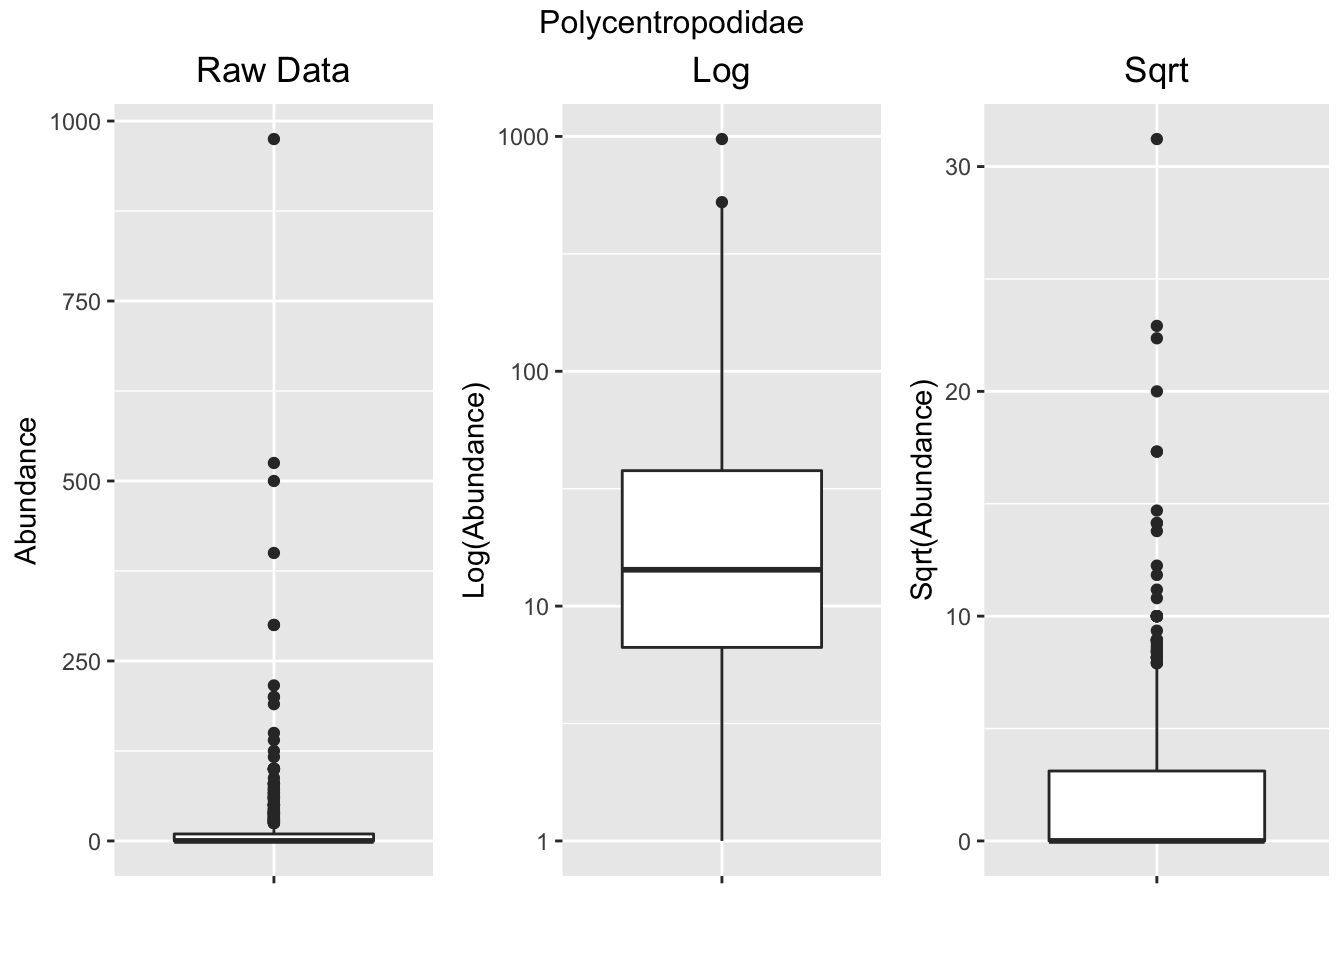 Polycentropodidae
Raw Data
Abundance
1000
750
500
250
0
Log
Log(Abundance)
1000
100
10
1
Sqrt
Sqrt(Abundance)
30
20
10
0